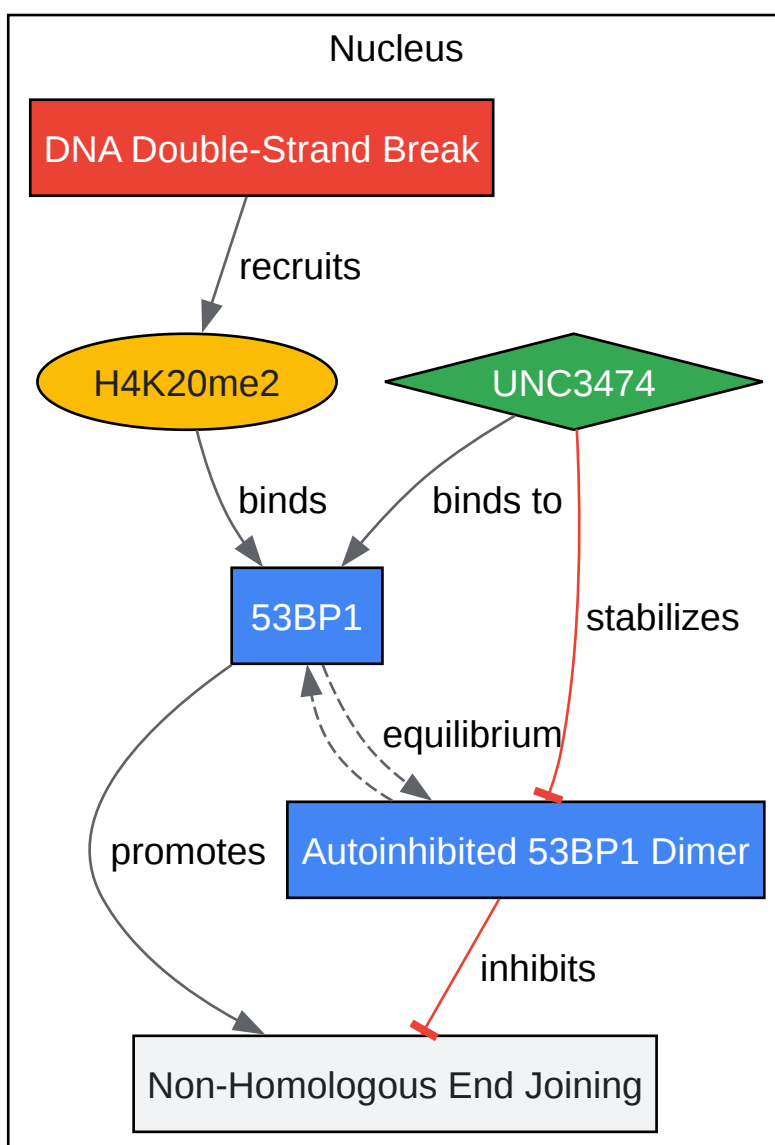 Nucleus
DNA Double-Strand Break
recruits
H4K20me2
UNC3474
binds
binds to
53BP1
stabilizes
equilibrium
promotes
Autoinhibited 53BP1 Dimer
inhibits
Non-Homologous End Joining